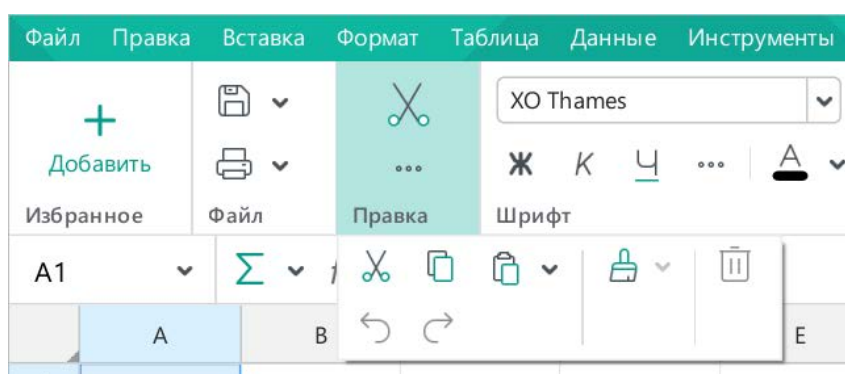 Файл Правка Вставка Формат Таблица Данные Инструменты
XO Thames
Добавить
Ж К Ч А
Избранное Файл Правка Шрифт
A1 Σ
A B E